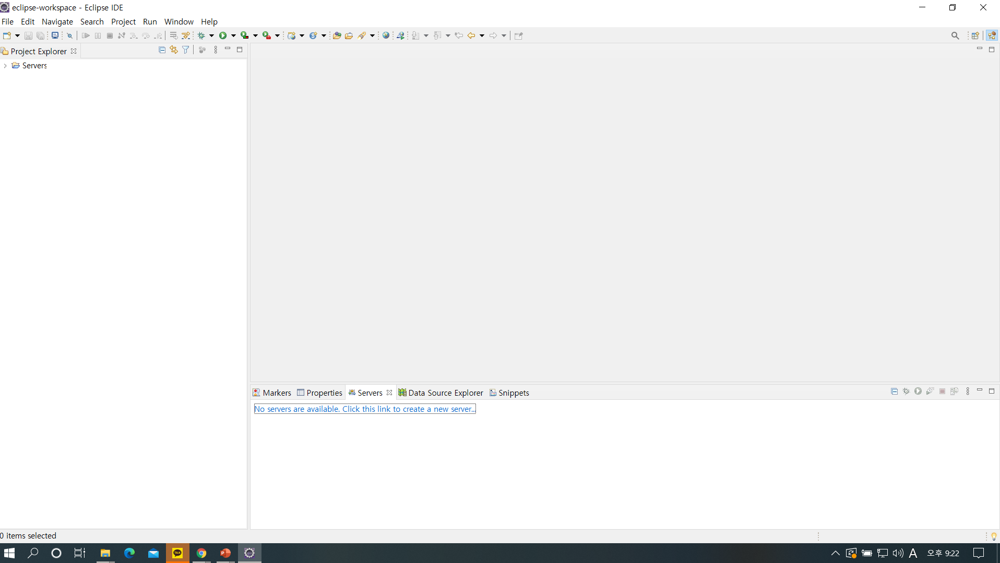 eclipse-workspace - Eclipse IDE
File Edit Navigate Search Project Run Window Help
Project Explorer
Servers
Markers Properties Servers Data Source Explorer Snippets
No servers are available. Click this link to create a new server...
0 items selected
TALK
A 오후 9:22